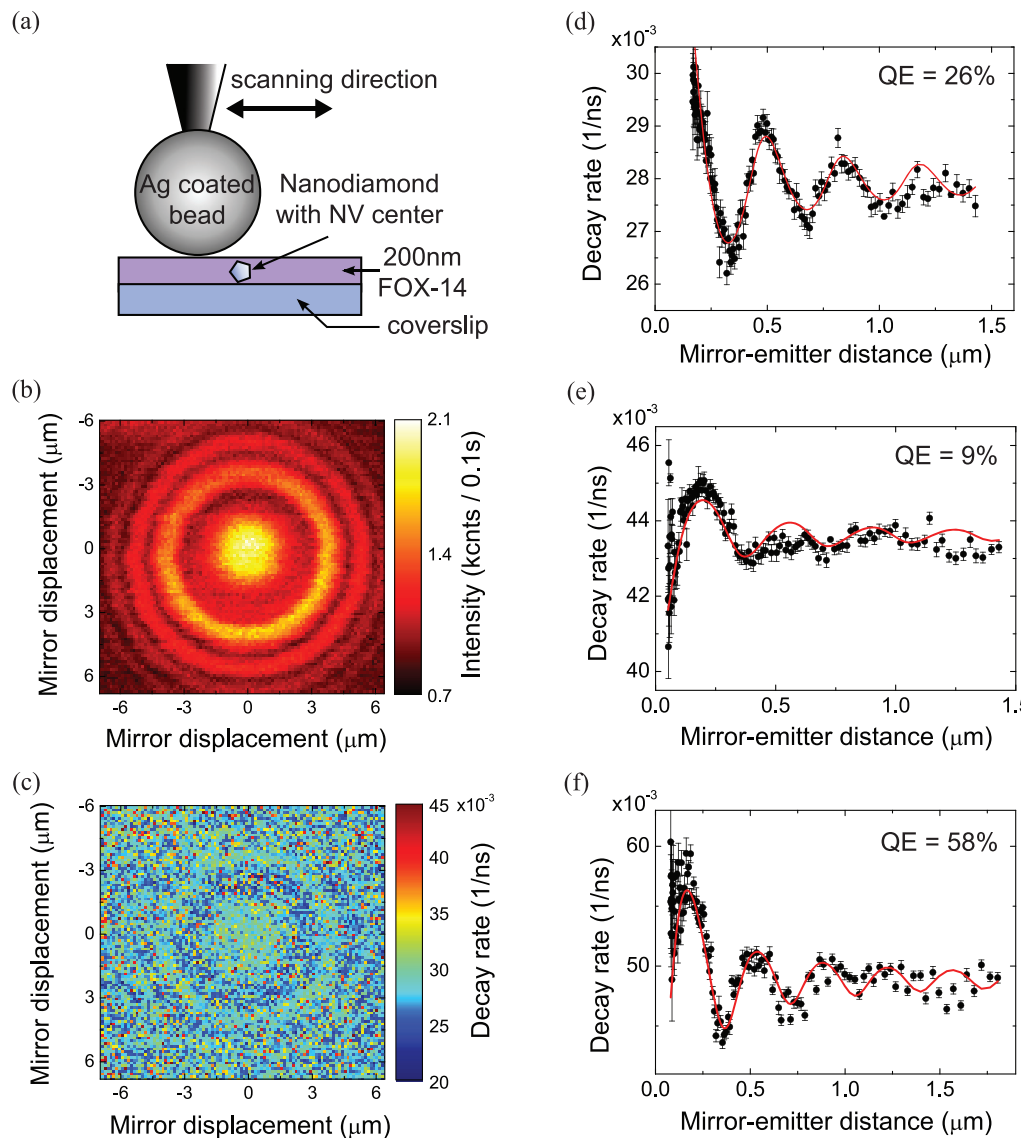 (a)
scanning direction
Ag coated
bead
Nanodiamond
with NV center
200nm
FOX-14
coverslip
(b)
Mirror displacement (μm)
-6
-3
0
3
6
-6
-3
0
3
6
Mirror displacement (μm)
2.1
1.4
0.7
Intensity (kcnts / 0.1s)
(c)
Mirror displacement (μm)
-6
-3
0
3
6
-6
-3
0
3
6
Mirror displacement (μm)
45
40
35
30
25
20
x10⁻³
Decay rate (1/ns)
(d)
x10⁻³
QE = 26%
Decay rate (1/ns)
30
29
28
27
26
0.0
0.5
1.0
1.5
Mirror-emitter distance (μm)
(e)
x10⁻³
QE = 9%
Decay rate (1/ns)
46
44
42
40
0.0
0.5
1.0
1.5
Mirror-emitter distance (μm)
(f)
x10⁻³
QE = 58%
Decay rate (1/ns)
60
50
0.0
0.5
1.0
1.5
Mirror-emitter distance (μm)